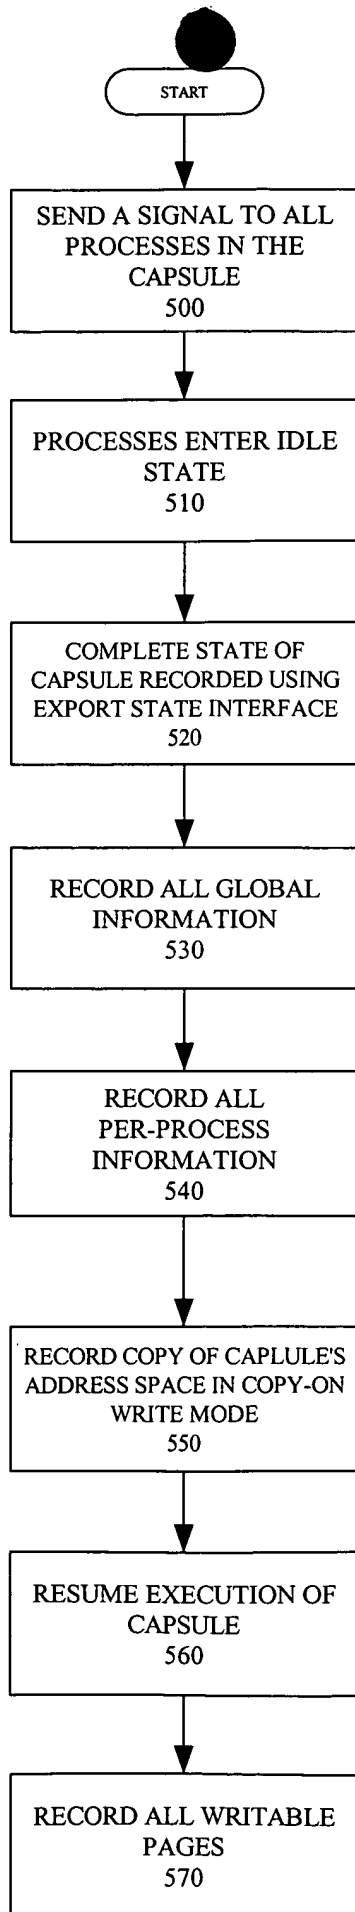 START
SEND A SIGNAL TO ALL
PROCESSES IN THE
CAPSULE
500
PROCESSES ENTER IDLE
STATE
510
COMPLETE STATE OF
CAPSULE RECORDED USING
EXPORT STATE INTERFACE
520
RECORD ALL GLOBAL
INFORMATION
530
RECORD ALL
PER-PROCESS
INFORMATION
540
RECORD COPY OF CAPLULE'S
ADDRESS SPACE IN COPY-ON
WRITE MODE
550
RESUME EXECUTION OF
CAPSULE
560
RECORD ALL WRITABLE
PAGES
570